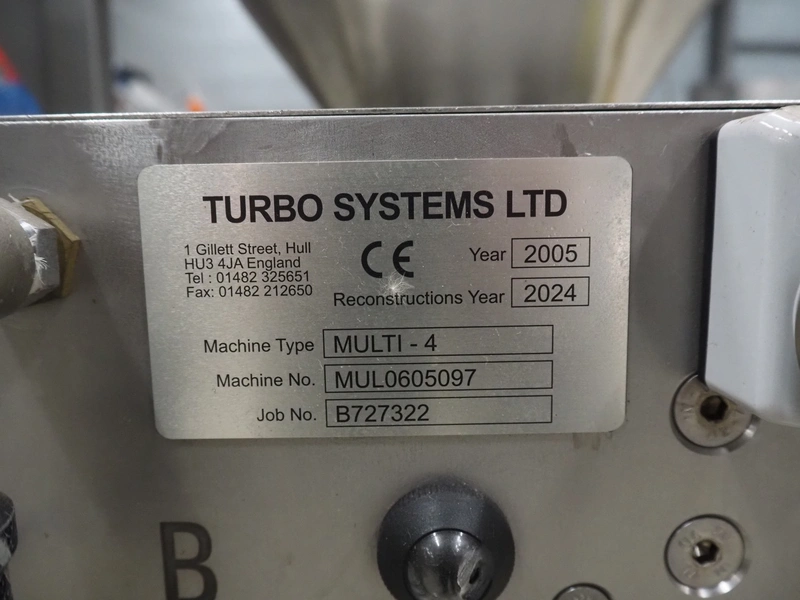 TURBO SYSTEMS LTD
1 Gillett Street, Hull
HU3 4JA England
Tel : 01482 325651
Fax: 01482 212650
CE
Year 2005
Reconstructions Year 2024
Machine Type MULTI - 4
Machine No. MUL0605097
Job No. B727322
B